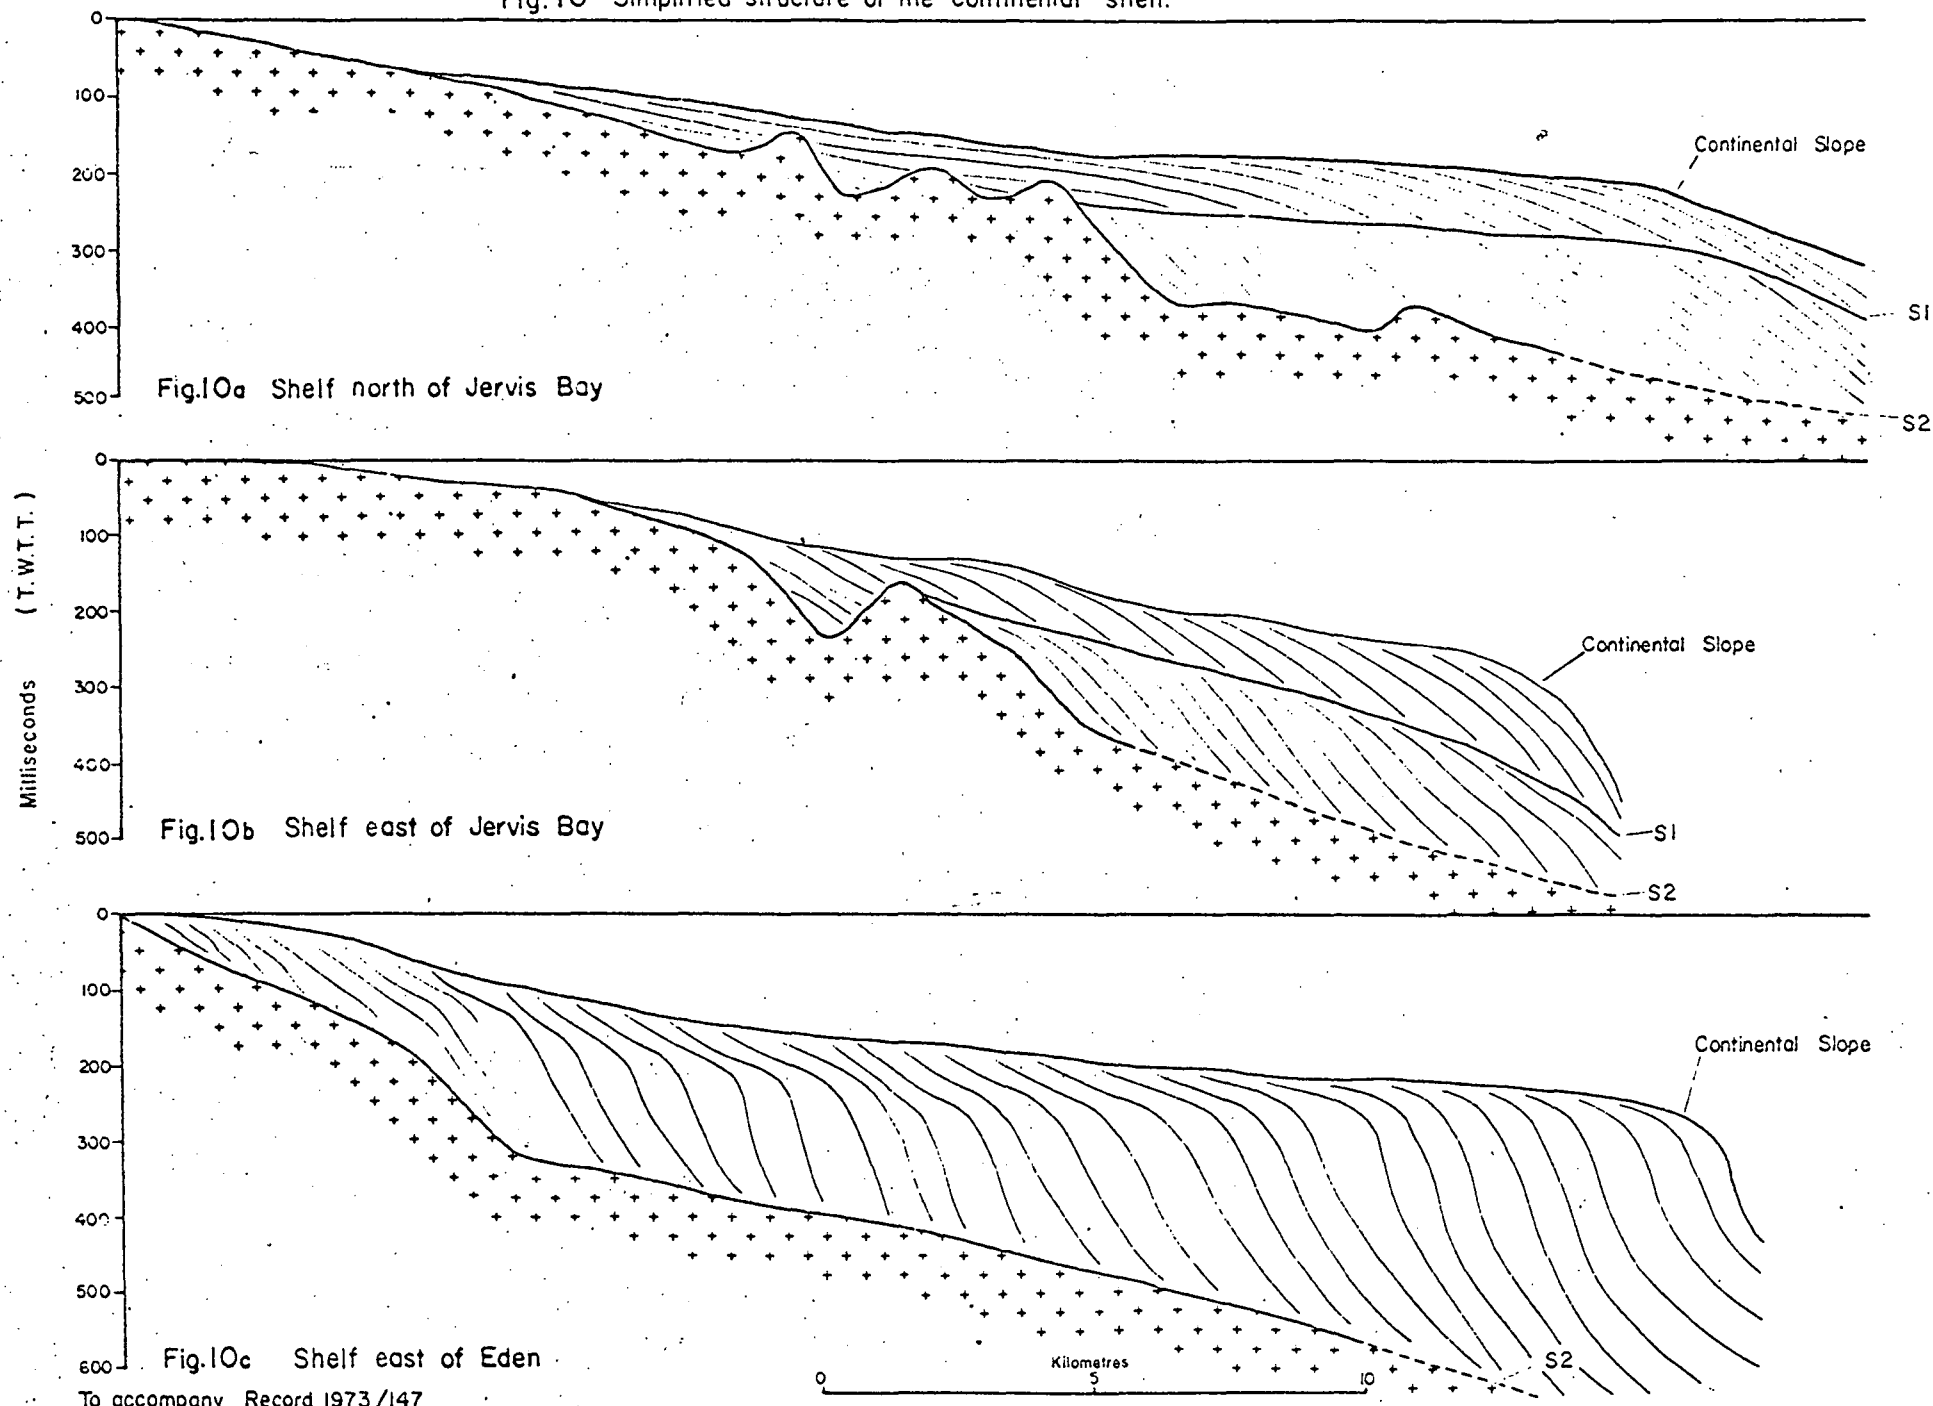 Fig. 10 Simplified structure of the continental shelf.
0
100
200
300
400
500
Continental Slope
S1
S2
Fig.10a Shelf north of Jervis Bay
0
100
200
300
400
500
Continental Slope
S1
S2
Fig.10b Shelf east of Jervis Bay
Milliseconds (T.W.T.T.)
0
100
200
300
400
500
600
Continental Slope
S2
Fig.10c Shelf east of Eden
Kilometres
0 5 10
To accompany Record 1973/147